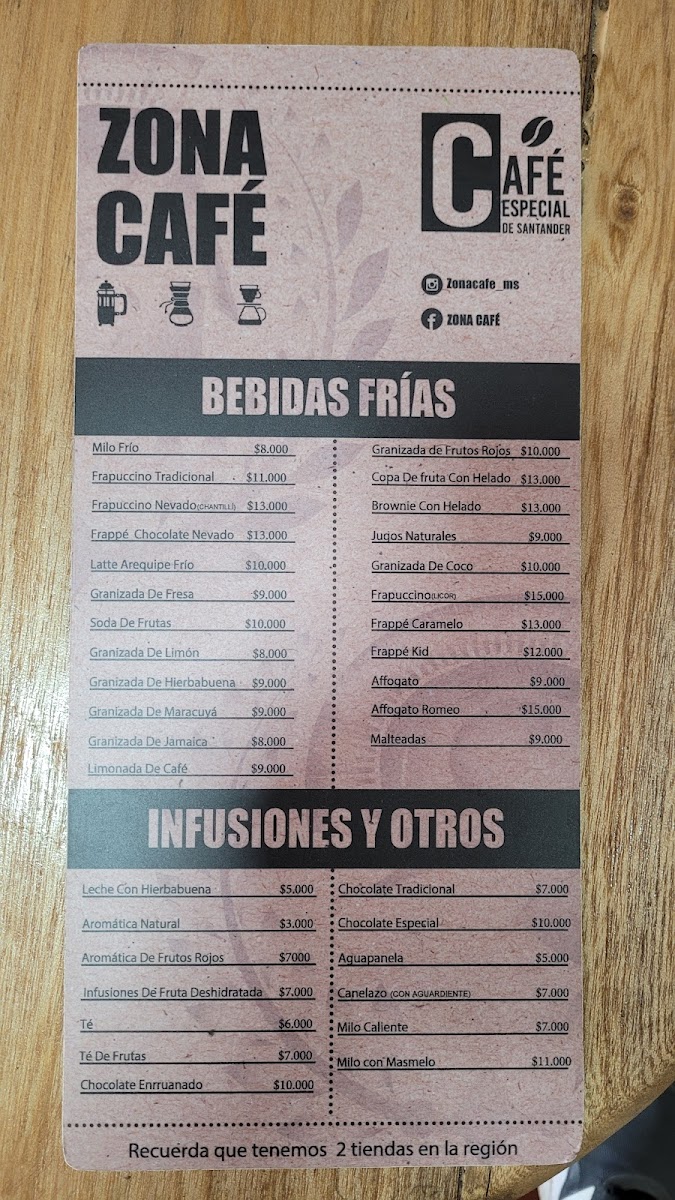 ZONA
CAFÉ
CAFÉ
ESPECIAL
DE SANTANDER
Zonacafe_ms
ZONA CAFÉ
BEBIDAS FRÍAS
Milo Frío $8.000
Frapuccino Tradicional $11.000
Frapuccino Nevado(CHANTILLÍ) $13.000
Frappé Chocolate Nevado $13.000
Latte Arequipe Frío $10.000
Granizada De Fresa $9.000
Soda De Frutas $10.000
Granizada De Limón $8.000
Granizada De Hierbabuena $9.000
Granizada De Maracuyá $9.000
Granizada De Jamaica $8.000
Limonada De Café $9.000
Granizada de Frutos Rojos $10.000
Copa De fruta Con Helado $13.000
Brownie Con Helado $13.000
Jugos Naturales $9.000
Granizada De Coco $10.000
Frapuccino(LICOR) $15.000
Frappé Caramelo $13.000
Frappé Kid $12.000
Affogato $9.000
Affogato Romeo $15.000
Malteadas $9.000
INFUSIONES Y OTROS
Leche Con Hierbabuena $5.000
Aromática Natural $3.000
Aromática De Frutos Rojos $7000
Infusiones De Fruta Deshidratada $7.000
Té $6.000
Té De Frutas $7.000
Chocolate Enrruanado $10.000
Chocolate Tradicional $7.000
Chocolate Especial $10.000
Aguapanela $5.000
Canelazo (CON AGUARDIENTE) $7.000
Milo Caliente $7.000
Milo con Masmelo $11.000
Recuerda que tenemos 2 tiendas en la región